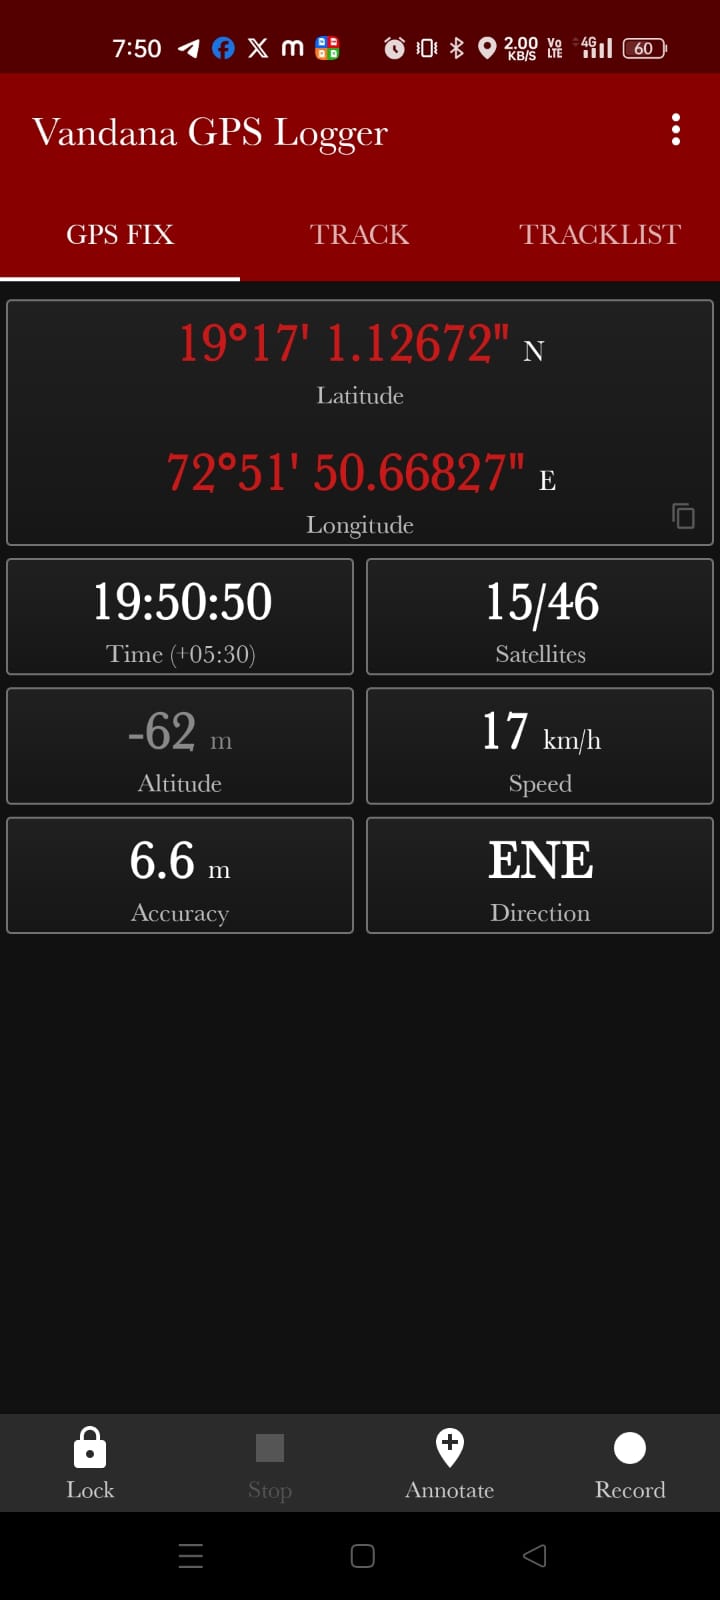 7:50
2.00
KB/S
Vo
LTE
4G
60
Vandana GPS Logger
GPS FIX
TRACK
TRACKLIST
19°17' 1.12672" N
Latitude
72°51' 50.66827" E
Longitude
19:50:50
Time (+05:30)
15/46
Satellites
-62 m
Altitude
17 km/h
Speed
6.6 m
Accuracy
ENE
Direction
Lock
Stop
Annotate
Record